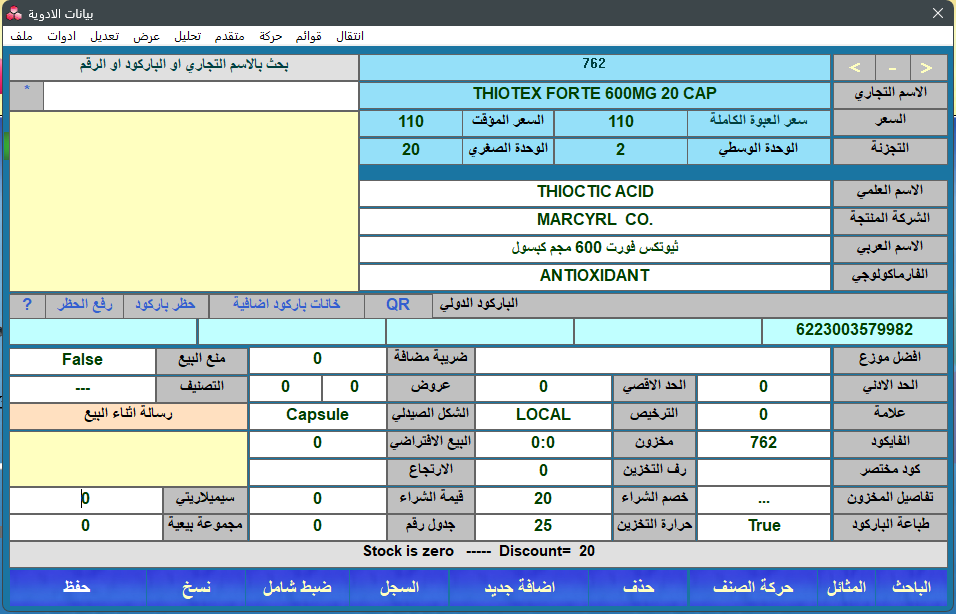 بيانات الادوية
ملف ادوات تعديل عرض تحليل متقدم حركة قوائم انتقال
بحث بالاسم التجاري او الباركود او الرقم
*
762
< - >
الاسم التجاري THIOTEX FORTE 600MG 20 CAP
السعر سعر العبوة الكاملة 110 السعر المؤقت 110
التجزئة الوحدة الوسطي 2 الوحدة الصغري 20
الاسم العلمي THIOCTIC ACID
الشركة المنتجة MARCYRL CO.
الاسم العربي ثيوتكس فورت 600 مجم كبسول
الفارماكولوجي ANTIOXIDANT
الباركود الدولي QR خانات باركود اضافية حظر باركود رفع الحظر ?
6223003579982
افضل موزع ضريبة مضافة 0 منع البيع False
الحد الادني 0 الحد الاقصي 0 عروض 0 0 التصنيف ---
علامة 0 الترخيص LOCAL الشكل الصيدلي Capsule رسالة اثناء البيع
الفايكود 762 مخزون 0:0 البيع الافتراضي 0
كود مختصر رف التخزين 0 الارتجاع
تفاصيل المخزون ... خصم الشراء 20 قيمة الشراء 0 سيميلاريتي 0
طباعة الباركود True حرارة التخزين 25 جدول رقم 0 مجموعة بيعية 0
Stock is zero ----- Discount= 20
الباحث المثائل حركة الصنف حذف اضافة جديد السجل ضبط شامل نسخ حفظ